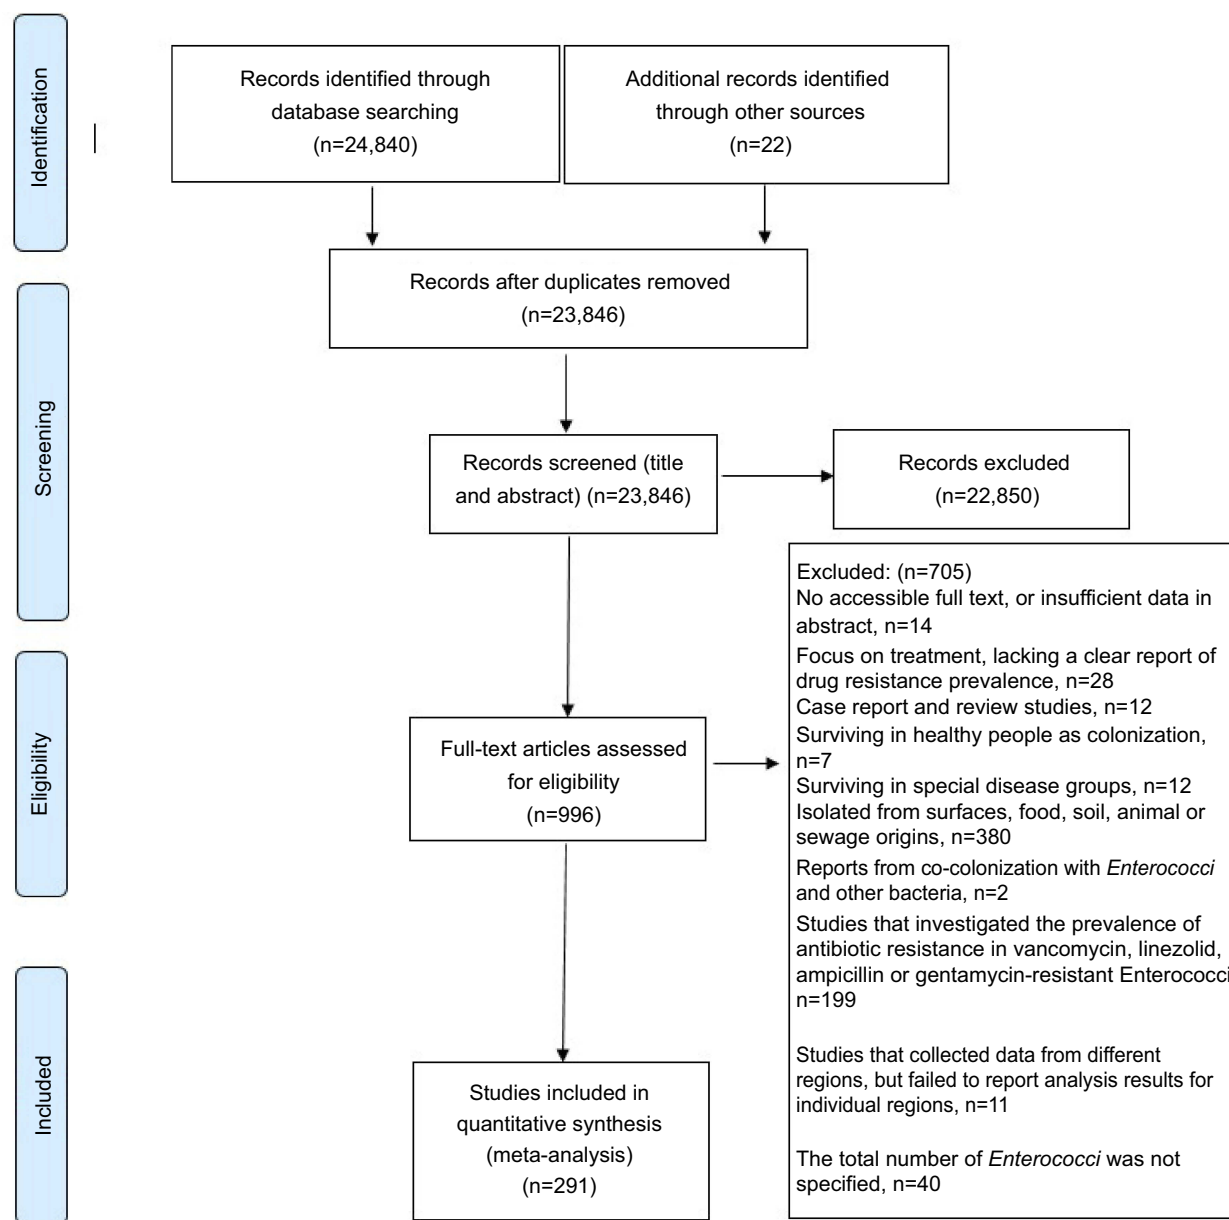 Identification
Records identified through
database searching
(n=24,840)
Additional records identified
through other sources
(n=22)
Records after duplicates removed
(n=23,846)
Screening
Records screened (title
and abstract) (n=23,846)
Records excluded
(n=22,850)
Eligibility
Full-text articles assessed
for eligibility
(n=996)
Excluded: (n=705)
No accessible full text, or insufficient data in
abstract, n=14
Focus on treatment, lacking a clear report of
drug resistance prevalence, n=28
Case report and review studies, n=12
Surviving in healthy people as colonization,
n=7
Surviving in special disease groups, n=12
Isolated from surfaces, food, soil, animal or
sewage origins, n=380
Reports from co-colonization with Enterococci
and other bacteria, n=2
Studies that investigated the prevalence of
antibiotic resistance in vancomycin, linezolid,
ampicillin or gentamycin-resistant Enterococci
n=199
Studies that collected data from different
regions, but failed to report analysis results for
individual regions, n=11
The total number of Enterococci was not
specified, n=40
Included
Studies included in
quantitative synthesis
(meta-analysis)
(n=291)